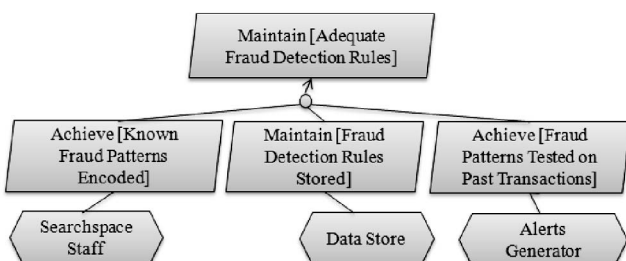 Maintain [Adequate
Fraud Detection Rules]
Achieve [Known
Fraud Patterns
Encoded]
Maintain [Fraud
Detection Rules
Stored]
Achieve [Fraud
Patterns Tested on
Past Transactions]
Searchspace
Staff
Data Store
Alerts
Generator